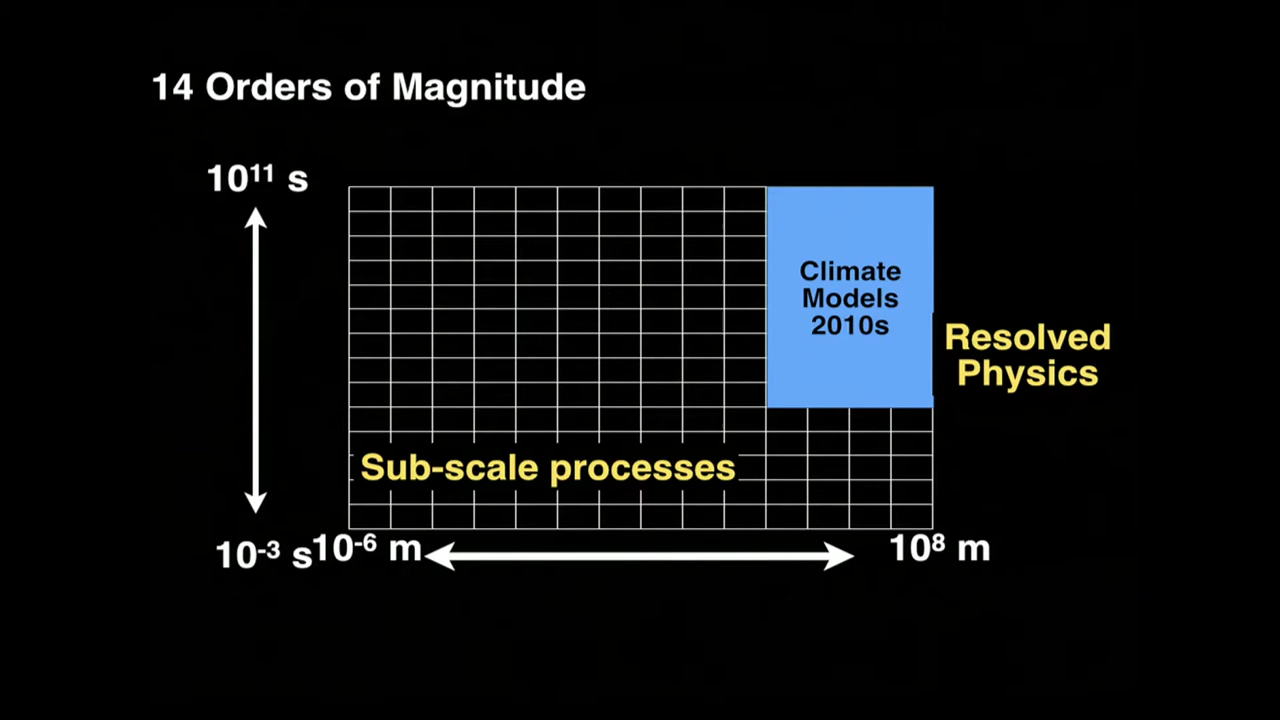 14 Orders of Magnitude
10¹¹ s
Climate
Models
2010s
Resolved
Physics
Sub-scale processes
10⁻³ s
10⁻⁶ m
10⁸ m